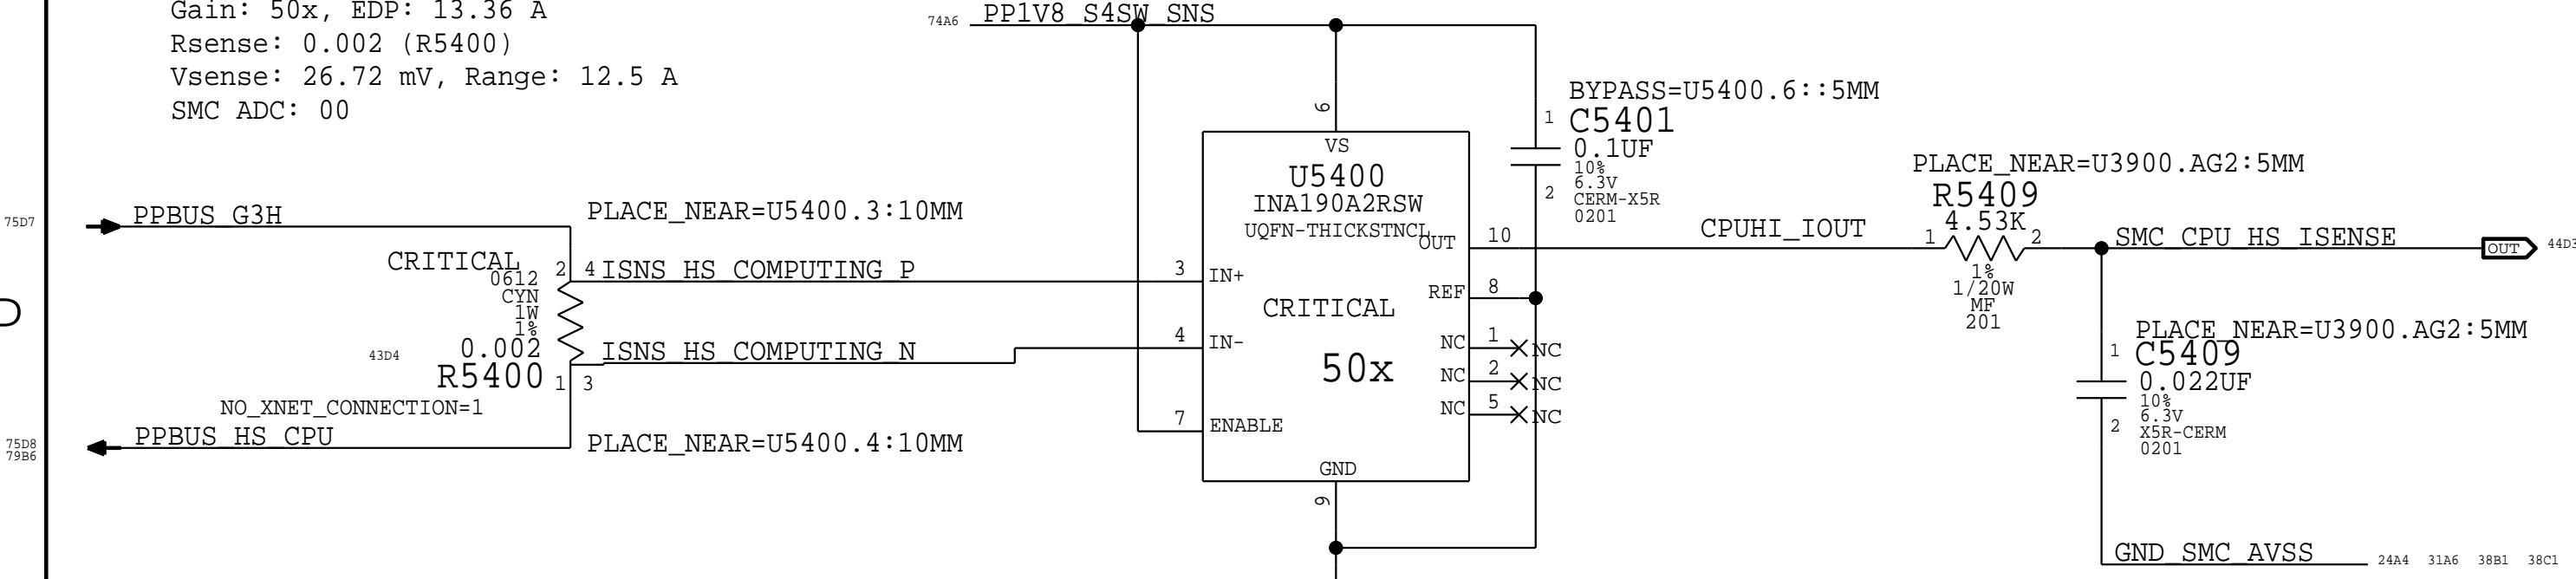 Gain: 50x, EDP: 13.36 A
Rsense: 0.002 (R5400)
Vsense: 26.72 mV, Range: 12.5 A
SMC ADC: 00
74A6 PP1V8_S4SW_SNS
BYPASS=U5400.6::5MM
1 C5401
0.1UF
10%
6.3V
2 CERM-X5R
0201
6
VS
U5400
INA190A2RSW
UQFN-THICKSTNCL
PLACE_NEAR=U3900.AG2:5MM
R5409
4.53K
75D7 PPBUS_G3H
PLACE_NEAR=U5400.3:10MM
OUT 10 CPUHI_IOUT 1 2 SMC_CPU_HS_ISENSE OUT 44D3
1%
1/20W
MF
201
CRITICAL
0612
CYN
1W
1%
0.002
43D4
R5400
2 4 ISNS_HS_COMPUTING_P 3 IN+
REF 8
D
CRITICAL
ISNS_HS_COMPUTING_N 4 IN-
1 3
50x
NC 1 NC
NC 2 NC
NC 5 NC
PLACE_NEAR=U3900.AG2:5MM
1 C5409
0.022UF
10%
6.3V
2 X5R-CERM
0201
NO_XNET_CONNECTION=1
7 ENABLE
75D8 PPBUS_HS_CPU
79B6
PLACE_NEAR=U5400.4:10MM
GND
9
GND_SMC_AVSS 24A4 31A6 38B1 38C1